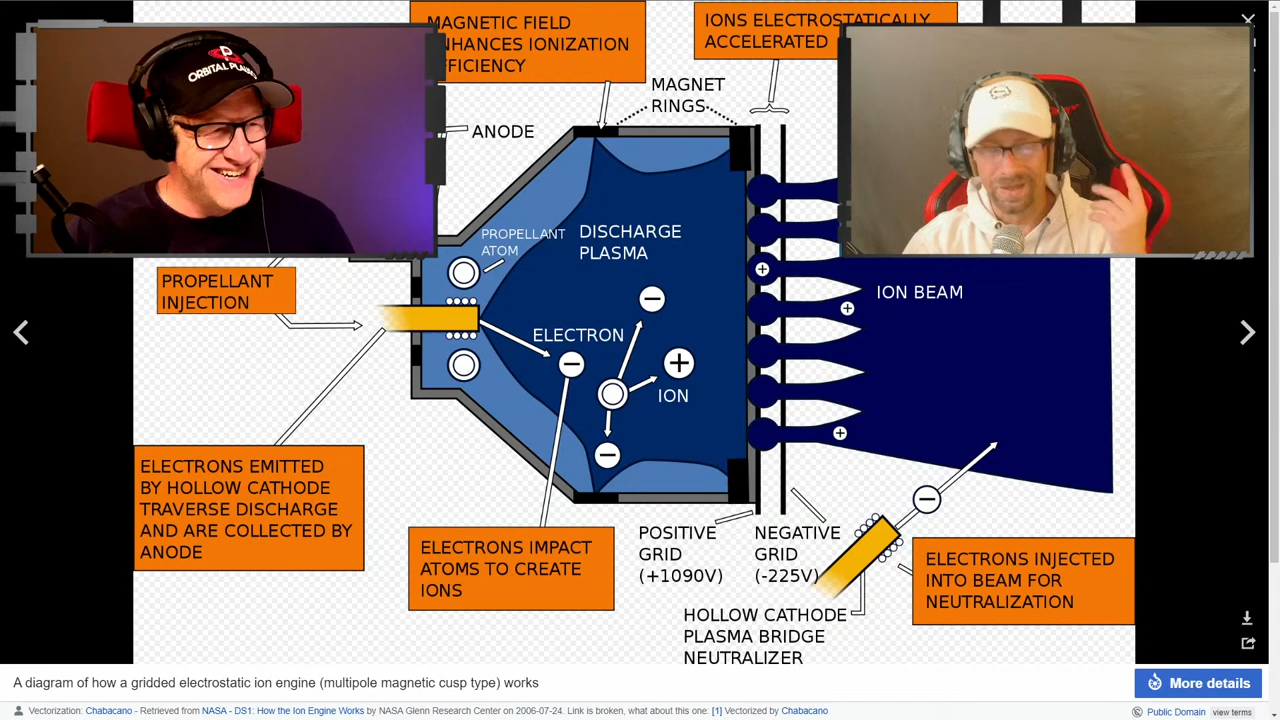 MAGNETIC FIELD
ENHANCES IONIZATION
EFFICIENCY
IONS ELECTROSTATICALLY
ACCELERATED
MAGNET
RINGS
ORBITAL
ANODE
PROPELLANT
ATOM
DISCHARGE
PLASMA
PROPELLANT
INJECTION
ION BEAM
ELECTRON
ION
ELECTRONS EMITTED
BY HOLLOW CATHODE
TRAVERSE DISCHARGE
AND ARE COLLECTED BY
ANODE
ELECTRONS IMPACT
ATOMS TO CREATE
IONS
POSITIVE
GRID
(+1090V)
NEGATIVE
GRID
(-225V)
ELECTRONS INJECTED
INTO BEAM FOR
NEUTRALIZATION
HOLLOW CATHODE
PLASMA BRIDGE
NEUTRALIZER
A diagram of how a gridded electrostatic ion engine (multipole magnetic cusp type) works
More details
Vectorization: Chabacano - Retrieved from NASA - DS1: How the Ion Engine Works by NASA Glenn Research Center on 2006-07-24. Link is broken, what about this one: [1] Vectorized by Chabacano
Public Domain view terms